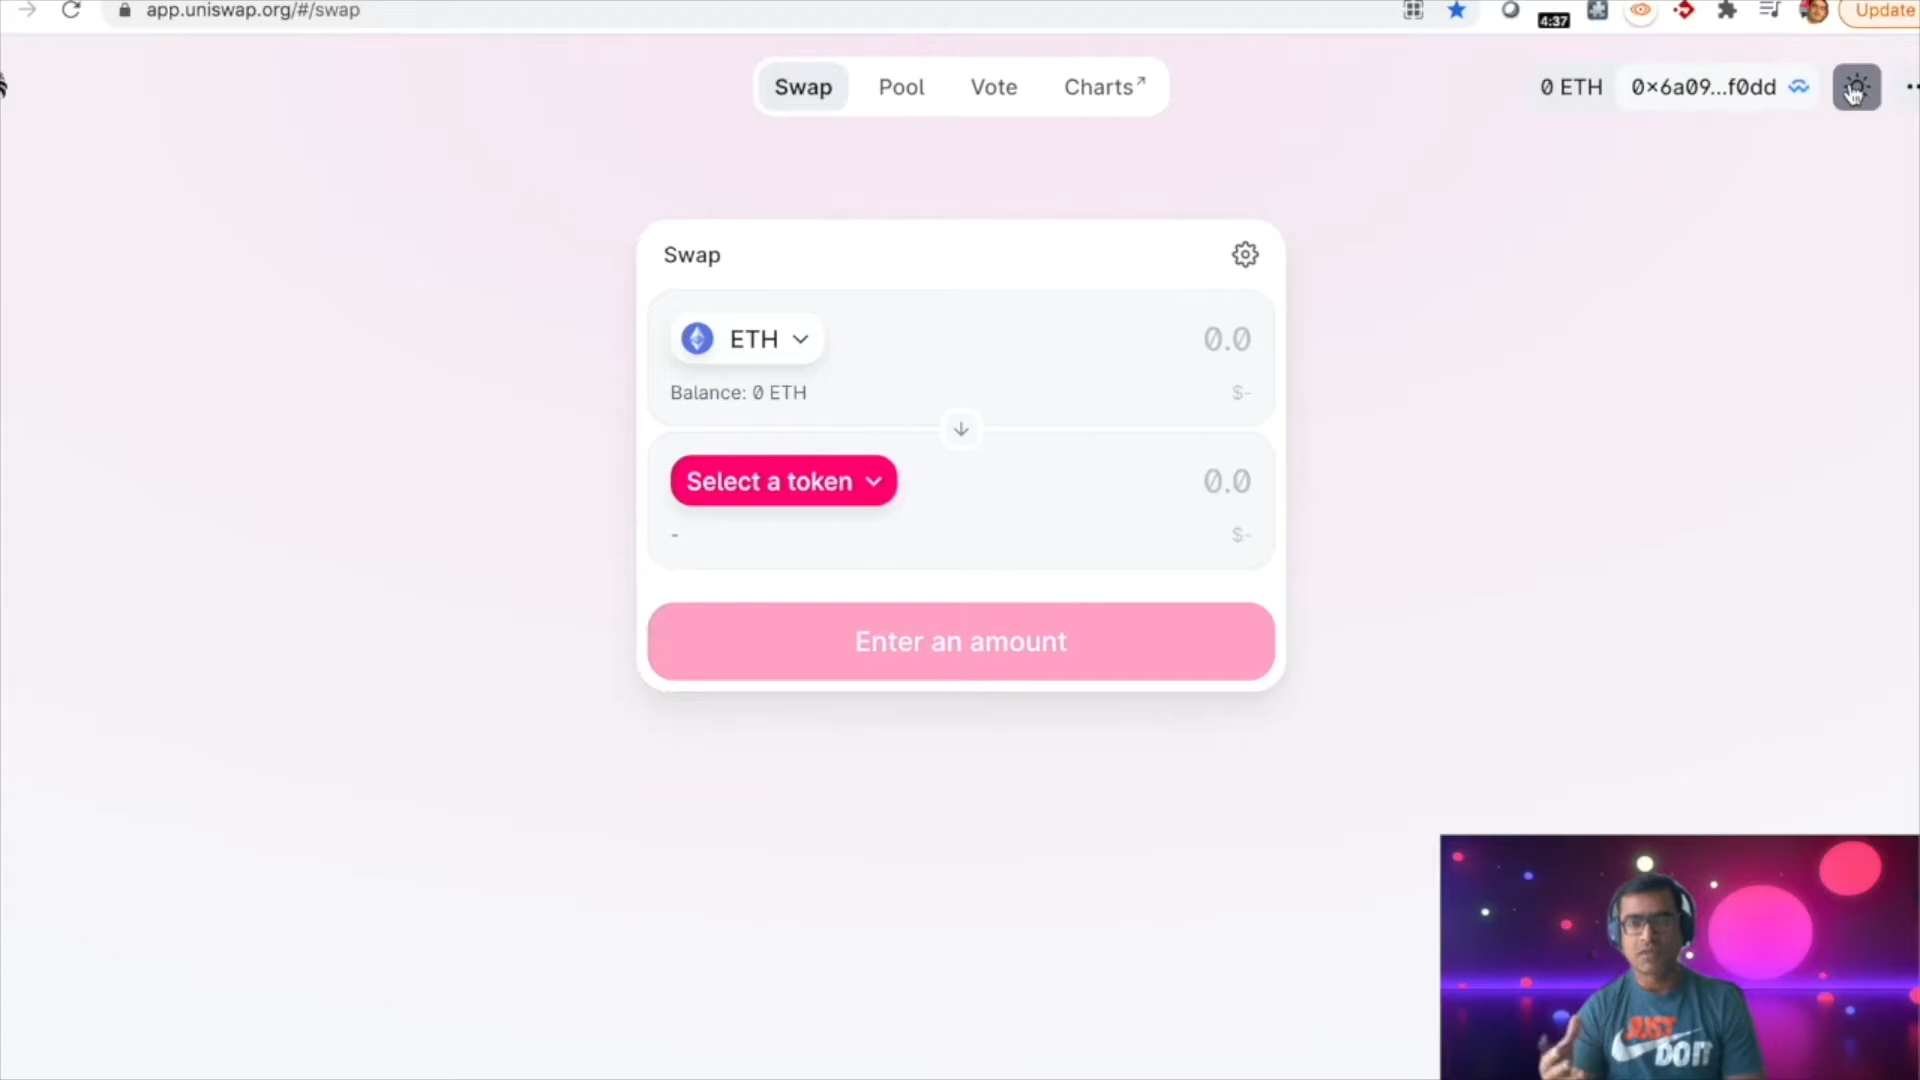 app.uniswap.org/#/swap
4:37
Update
Swap
Pool
Vote
Charts↗
0 ETH
0x6a09...f0dd
Swap
ETH
0.0
Balance: 0 ETH
$-
Select a token
0.0
-
$-
Enter an amount
JUST
DO IT